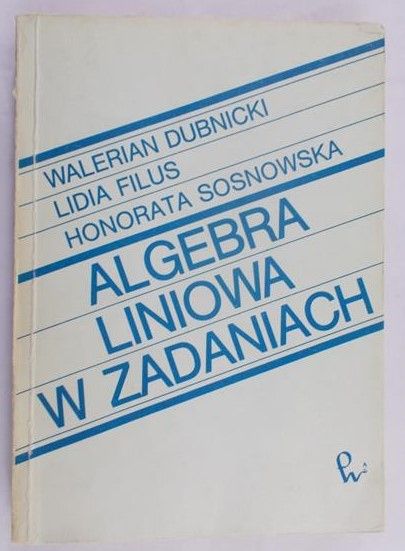 WALERIAN DUBNICKI
LIDIA FILUS
HONORATA SOSNOWSKA
ALGEBRA
LINIOWA
W ZADANIACH